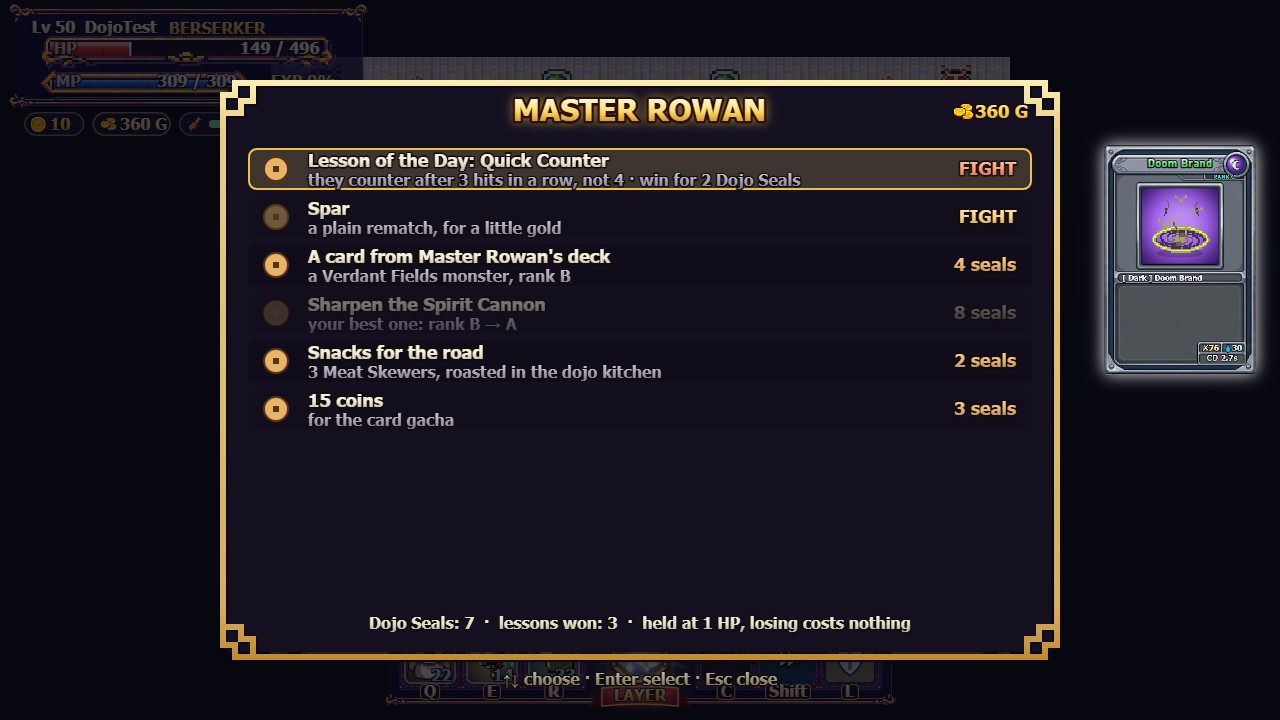 Lv 50 DojoTest BERSERKER
HP 149 / 496
MP 309 / 309 EXP 0%
10 360 G
MASTER ROWAN
360 G
Lesson of the Day: Quick Counter
they counter after 3 hits in a row, not 4 · win for 2 Dojo Seals
FIGHT
Spar
a plain rematch, for a little gold
FIGHT
A card from Master Rowan's deck
a Verdant Fields monster, rank B
4 seals
Sharpen the Spirit Cannon
your best one: rank B → A
8 seals
Snacks for the road
3 Meat Skewers, roasted in the dojo kitchen
2 seals
15 coins
for the card gacha
3 seals
Dojo Seals: 7 · lessons won: 3 · held at 1 HP, losing costs nothing
Doom Brand
[ Dark ] Doom Brand
X76 30
CD 2.7s
22
↑↓ choose · Enter select · Esc close
Q E R LAYER C Shift L